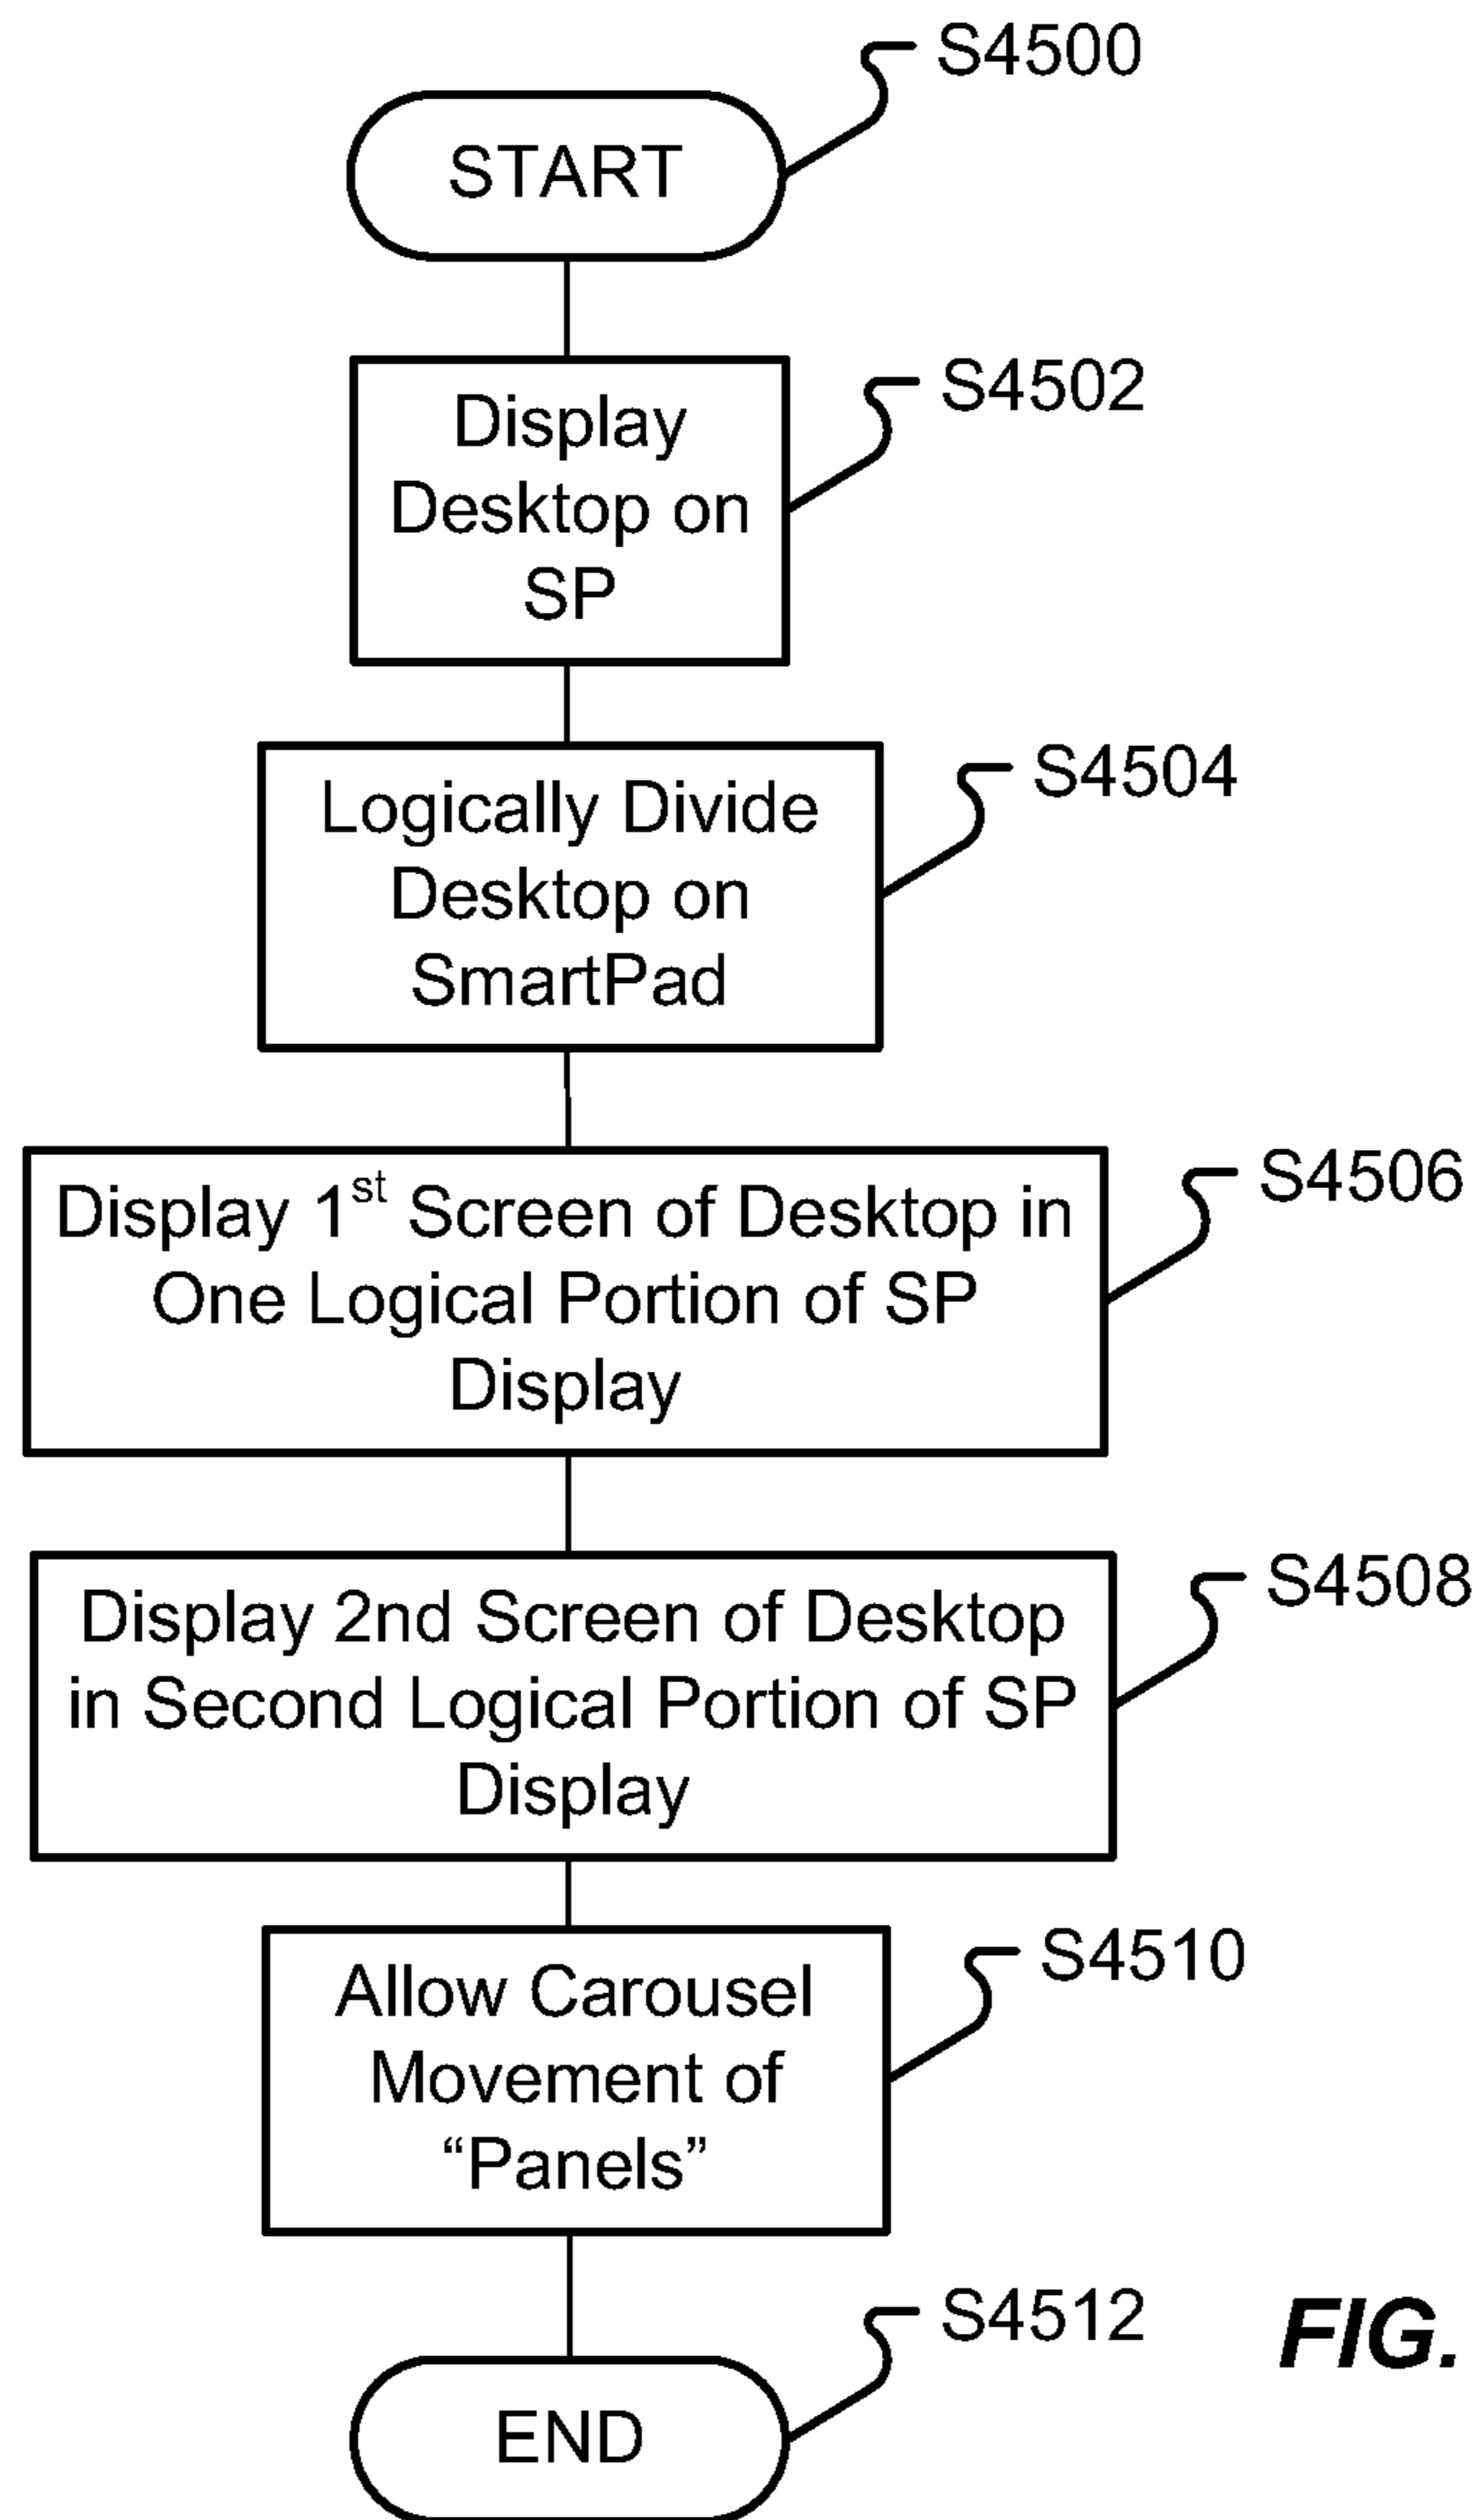 S4500
START
S4502
Display
Desktop on
SP
S4504
Logically Divide
Desktop on
SmartPad
S4506
Display 1st Screen of Desktop in
One Logical Portion of SP
Display
S4508
Display 2nd Screen of Desktop
in Second Logical Portion of SP
Display
S4510
Allow Carousel
Movement of
“Panels”
S4512
FIG.
END